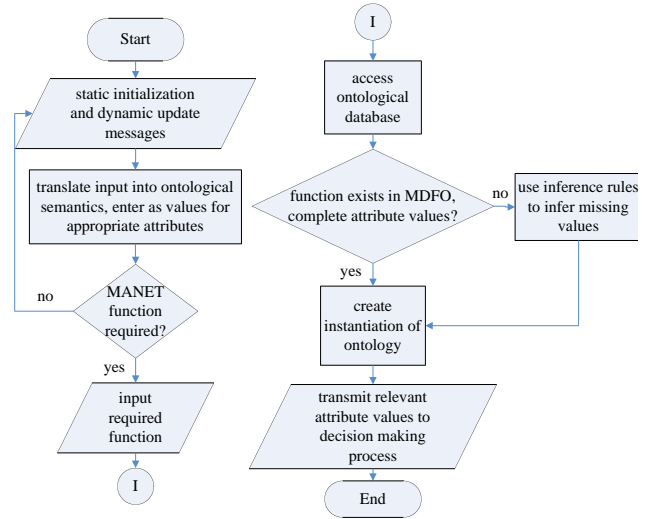 Start
static initialization
and dynamic update
messages
translate input into ontological
semantics, enter as values for
appropriate attributes
MANET
function
required?
no
yes
input
required
function
I
I
access
ontological
database
function exists in MDFO,
complete attribute values?
no
use inference rules
to infer missing
values
yes
create
instantiation of
ontology
transmit relevant
attribute values to
decision making
process
End